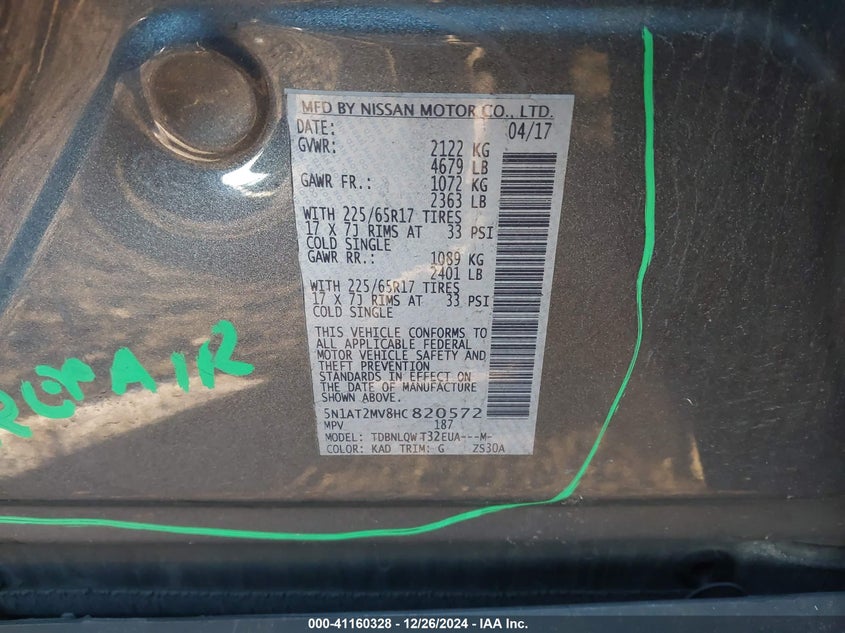 MFD BY NISSAN MOTOR CO., LTD.
DATE: 04/17
GVWR: 2122 KG
4679 LB
GAWR FR.: 1072 KG
2363 LB
WITH 225/65R17 TIRES
17 X 7J RIMS AT 33 PSI
COLD SINGLE
GAWR RR.: 1089 KG
2401 LB
WITH 225/65R17 TIRES
17 X 7J RIMS AT 33 PSI
COLD SINGLE
THIS VEHICLE CONFORMS TO
ALL APPLICABLE FEDERAL
MOTOR VEHICLE SAFETY AND
THEFT PREVENTION
STANDARDS IN EFFECT ON
THE DATE OF MANUFACTURE
SHOWN ABOVE.
5N1AT2MV8HC820572
MPV 187
MODEL: TDBNLQWT32EUA---M-
COLOR: KAD TRIM: G ZS30A
000-41160328 - 12/26/2024 - IAA Inc.